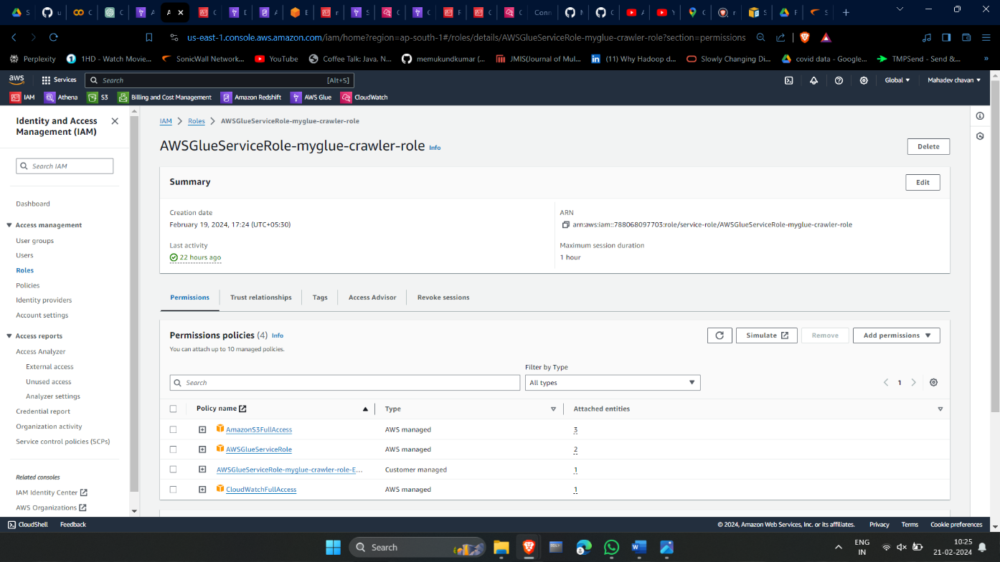 S
u
C
C
A
A
C
D
A
E
r
S
C
C
F
C
C
Conn
M
C
A
Y
C
r
S
F
S
us-east-1.console.aws.amazon.com/iam/home?region=ap-south-1#/roles/details/AWSGlueServiceRole-myglue-crawler-role?section=permissions
Perplexity
1HD - Watch Movie...
SonicWall Network...
YouTube
Coffee Talk: Java, N...
memukundkumar (...
JMIS(Journal of Mul...
(11) Why Hadoop d...
Slowly Changing Di...
covid data - Google...
TMPSend - Send &...
»
aws
Services
Search
[Alt+S]
Global
Mahadev chavan
IAM
Athena
S3
Billing and Cost Management
Amazon Redshift
AWS Glue
CloudWatch
Identity and Access
Management (IAM)
Search IAM
Dashboard
Access management
User groups
Users
Roles
Policies
Identity providers
Account settings
Access reports
Access Analyzer
External access
Unused access
Analyzer settings
Credential report
Organization activity
Service control policies (SCPs)
Related consoles
IAM Identity Center
AWS Organizations
IAM > Roles > AWSGlueServiceRole-myglue-crawler-role
AWSGlueServiceRole-myglue-crawler-role Info
Delete
Summary
Edit
Creation date
February 19, 2024, 17:24 (UTC+05:30)
ARN
arn:aws:iam::788068097703:role/service-role/AWSGlueServiceRole-myglue-crawler-role
Last activity
22 hours ago
Maximum session duration
1 hour
Permissions
Trust relationships
Tags
Access Advisor
Revoke sessions
Permissions policies (4) Info
You can attach up to 10 managed policies.
Simulate
Remove
Add permissions
Filter by Type
Search
All types
1
Policy name
Type
Attached entities
AmazonS3FullAccess
AWS managed
3
AWSGlueServiceRole
AWS managed
2
AWSGlueServiceRole-myglue-crawler-role-E...
Customer managed
1
CloudWatchFullAccess
AWS managed
1
CloudShell
Feedback
© 2024, Amazon Web Services, Inc. or its affiliates.
Privacy
Terms
Cookie preferences
Search
ENG
IN
10:25
21-02-2024